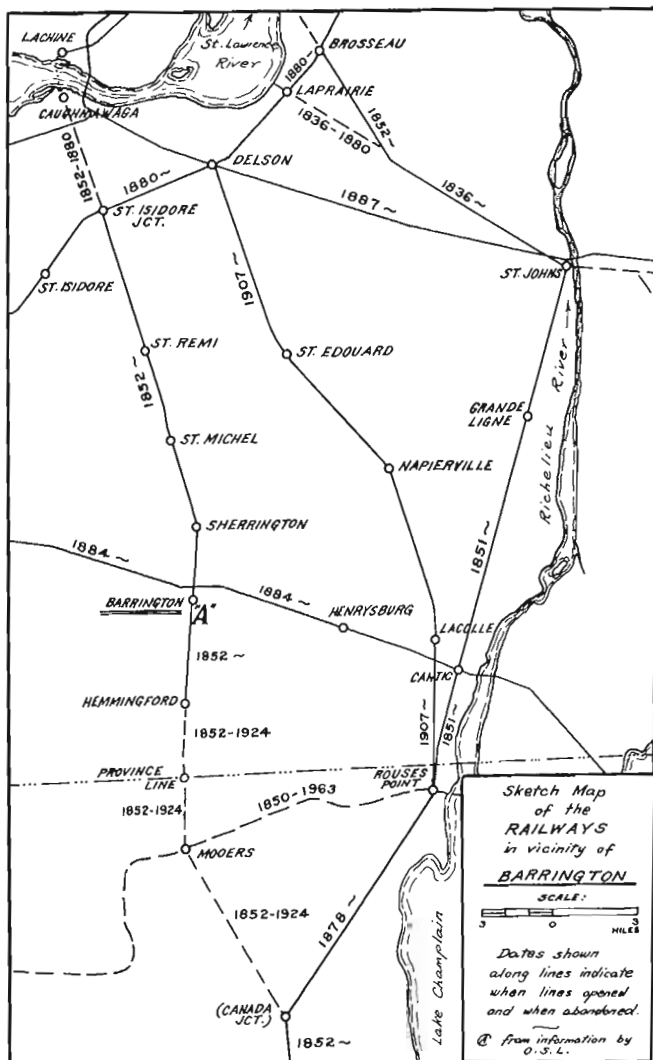 LACHINE
St. Lawrence
River
BROSSEAU
1880~
LAPRAIRIE
CAUGHNAWAGA
1836-1880
1852~
1852-1880
DELSON
1880~
1836~
ST. ISIDORE
JCT.
1887~
ST. JOHNS
ST. ISIDORE
1907~
ST. REMI
ST. EDOUARD
1852~
GRANDE
LIGNE
Richelieu River
ST. MICHEL
NAPIERVILLE
SHERRINGTON
1851~
1884~
BARRINGTON
"A"
1884~
HENRYSBURG
LACOLLE
1852~
CANTIC
HEMMINGFORD
1907~
1851~
1852-1924
PROVINCE
LINE
ROUSES
POINT
1850-1963
1852-1924
MOOERS
1852-1924
1878~
Lake Champlain
(CANADA
JCT.)
1852~
Sketch Map
of the
RAILWAYS
in vicinity of
BARRINGTON
SCALE:
3 0 3
MILES
Dates shown
along lines indicate
when lines opened
and when abandoned.
from information by
O.S.L.